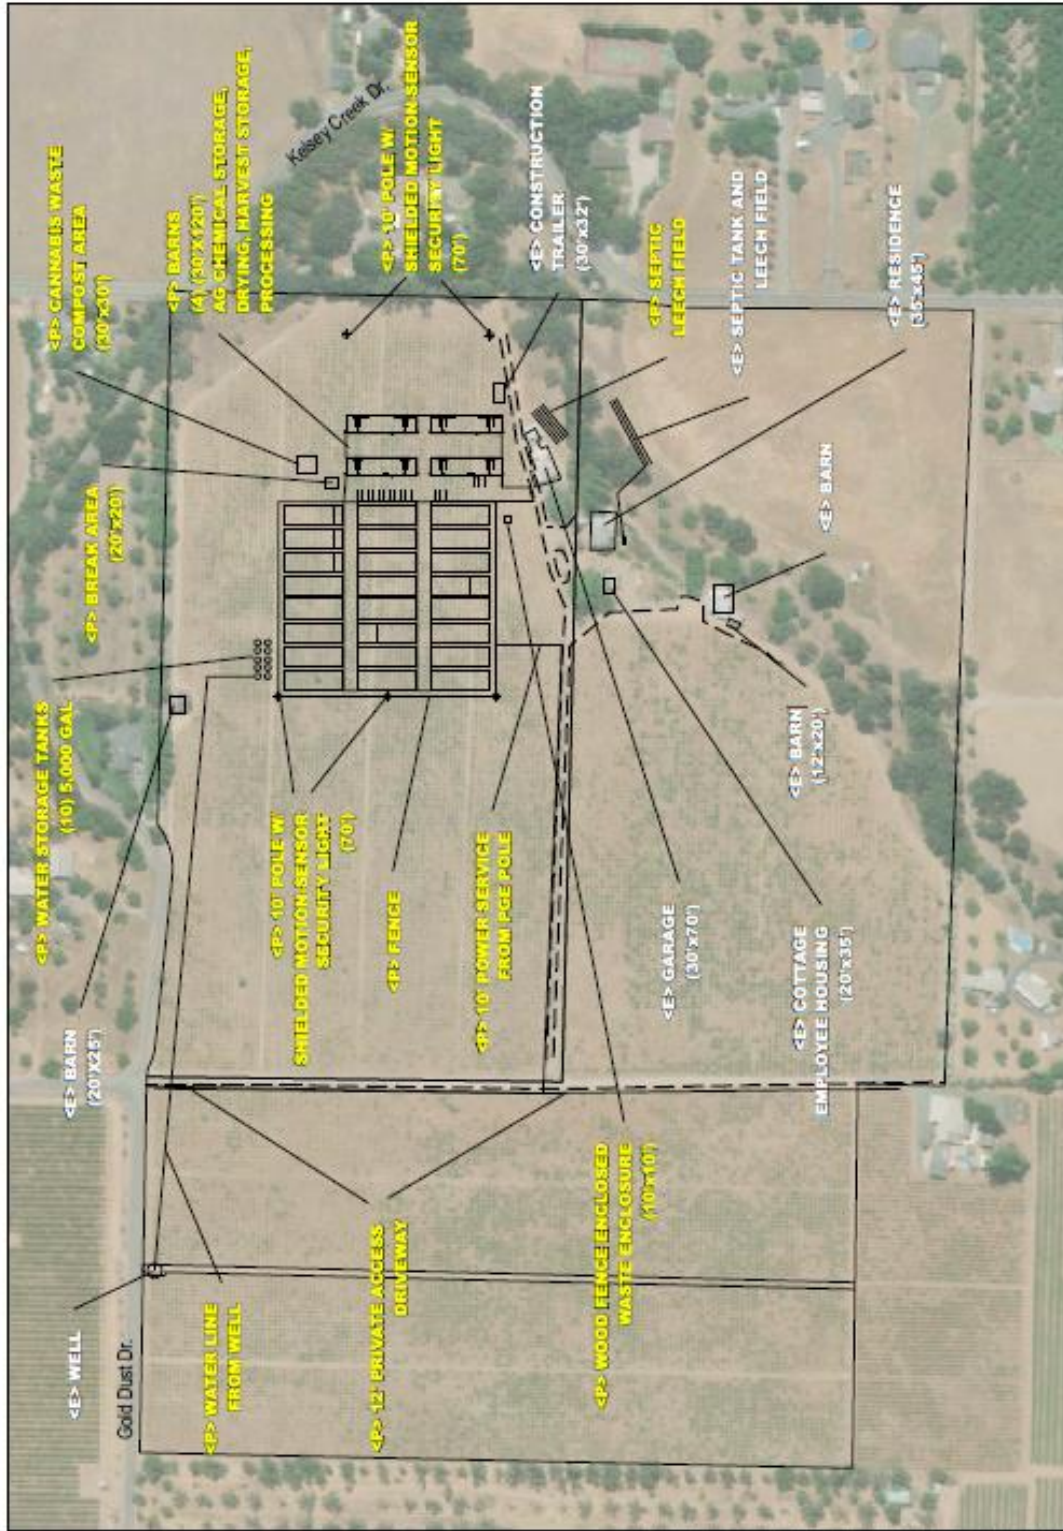 Kelsey Creek Dr.
<P> CANNABIS WASTE
COMPOST AREA
(30'x30')
<P> BARNS
(4) (30'X120')
AG CHEMICAL STORAGE,
DRYING, HARVEST STORAGE,
PROCESSING
<P> 10' POLE W/
SHIELDED MOTION-SENSOR
SECURITY LIGHT
(70')
<E> CONSTRUCTION
TRAILER
(30'x32')
<P> SEPTIC
LEECH FIELD
<E> SEPTIC TANK AND
LEECH FIELD
<E> RESIDENCE
(35'x45')
<P> BREAK AREA
(20'x20')
<E> BARN
<P> WATER STORAGE TANKS
(10) 5,000 GAL
<E> BARN
(12'x20')
<P> 10' POLE W/
SHIELDED MOTION-SENSOR
SECURITY LIGHT
(70')
<P> FENCE
<P> 10' POWER SERVICE
FROM PGE POLE
<E> GARAGE
(30'x70')
<E> COTTAGE
EMPLOYEE HOUSING
(20'x35')
<E> BARN
(20'X25')
<P> WOOD FENCE ENCLOSED
WASTE ENCLOSURE
(10'x10')
<P> 12' PRIVATE ACCESS
DRIVEWAY
<E> WELL
Gold Dust Dr.
<P> WATER LINE
FROM WELL